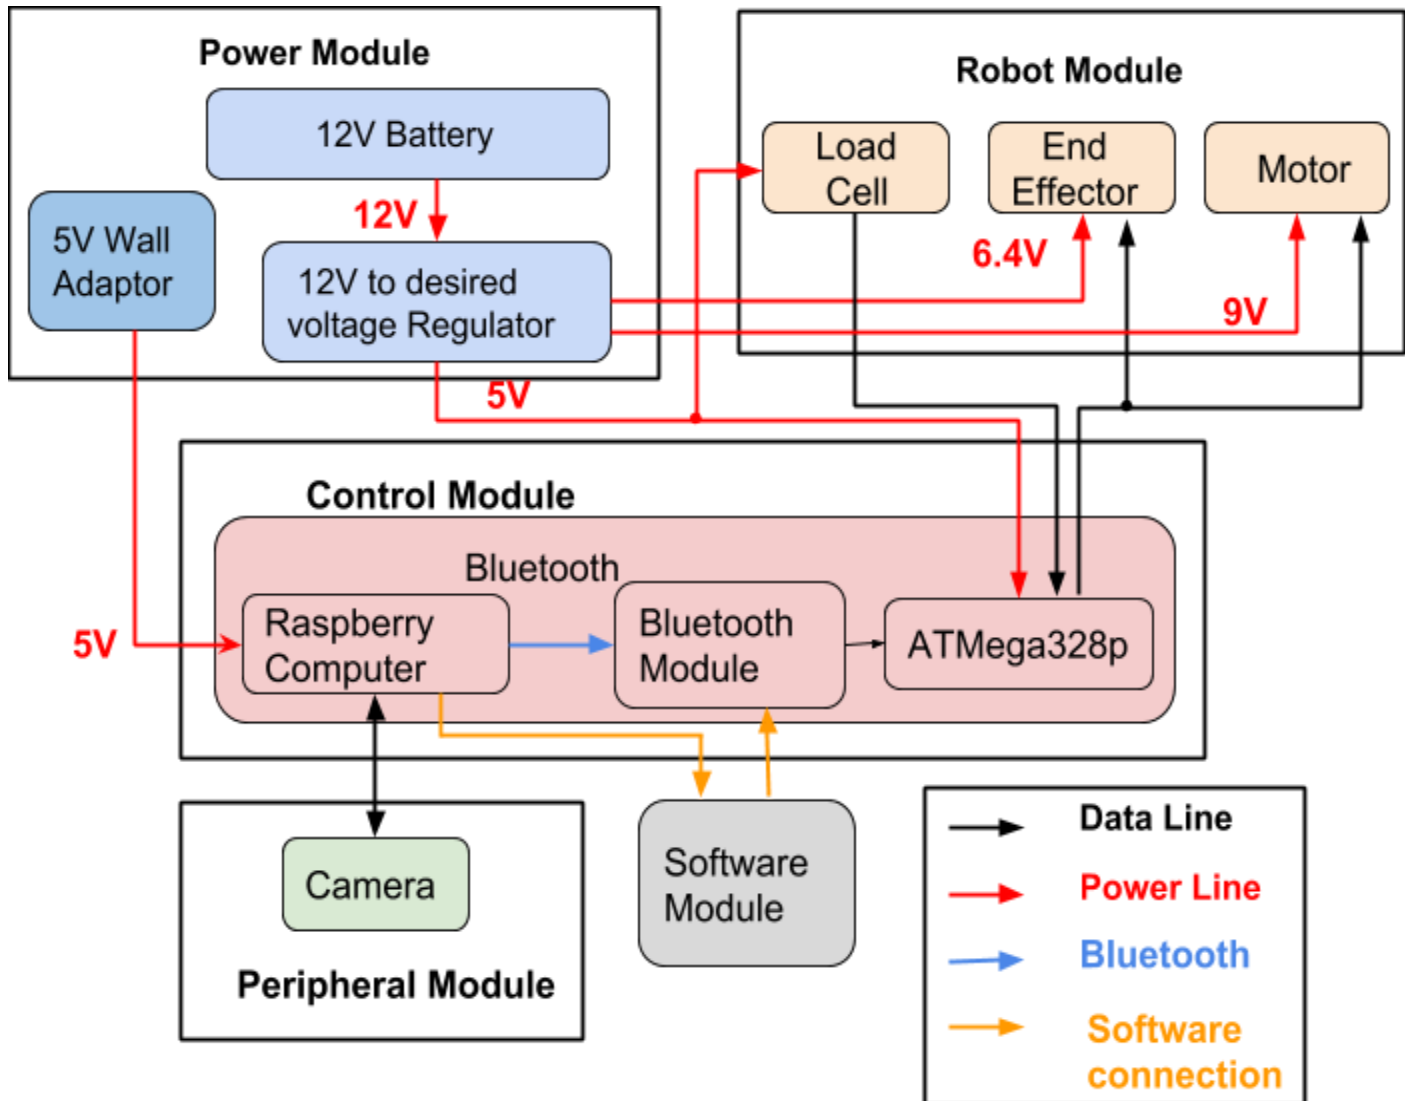 Power Module
12V Battery
12V
5V Wall
Adaptor
12V to desired
voltage Regulator
5V
Robot Module
Load
Cell
End
Effector
Motor
6.4V
9V
Control Module
Bluetooth
5V
Raspberry
Computer
Bluetooth
Module
ATMega328p
Camera
Peripheral Module
Software
Module
Data Line
Power Line
Bluetooth
Software
connection